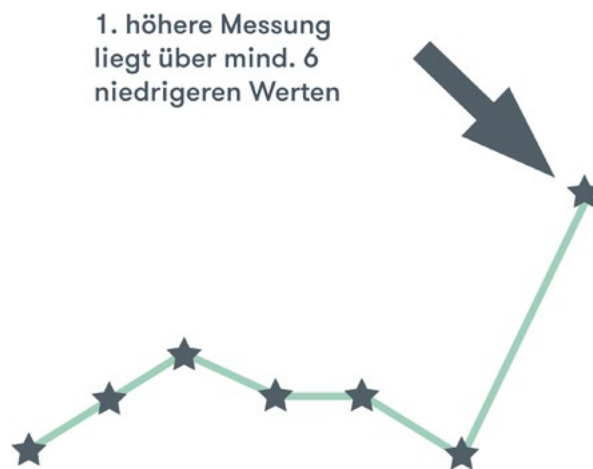 1. höhere Messung
liegt über mind. 6
niedrigeren Werten